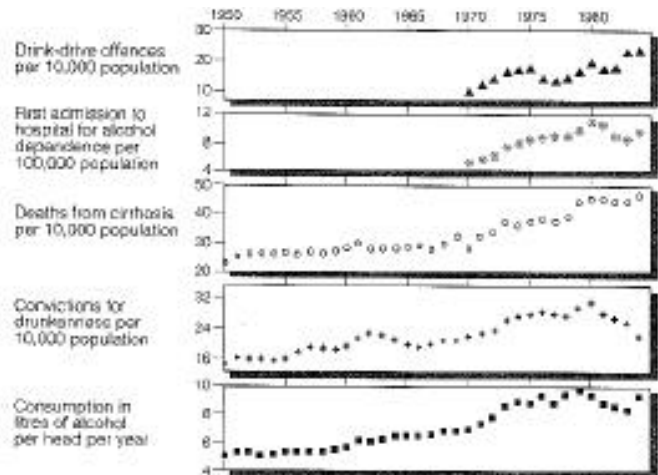 1950 1955 1960 1965 1970 1975 1980
Drink-drive offences
per 10,000 population
30
20
10
First admission to
hospital for alcohol
dependence per
100,000 population
12
8
4
Deaths from cirrhosis
per 10,000 population
50
40
30
20
Convictions for
drunkenness per
10,000 population
32
24
16
Consumption in
litres of alcohol
per head per year
10
8
6
4